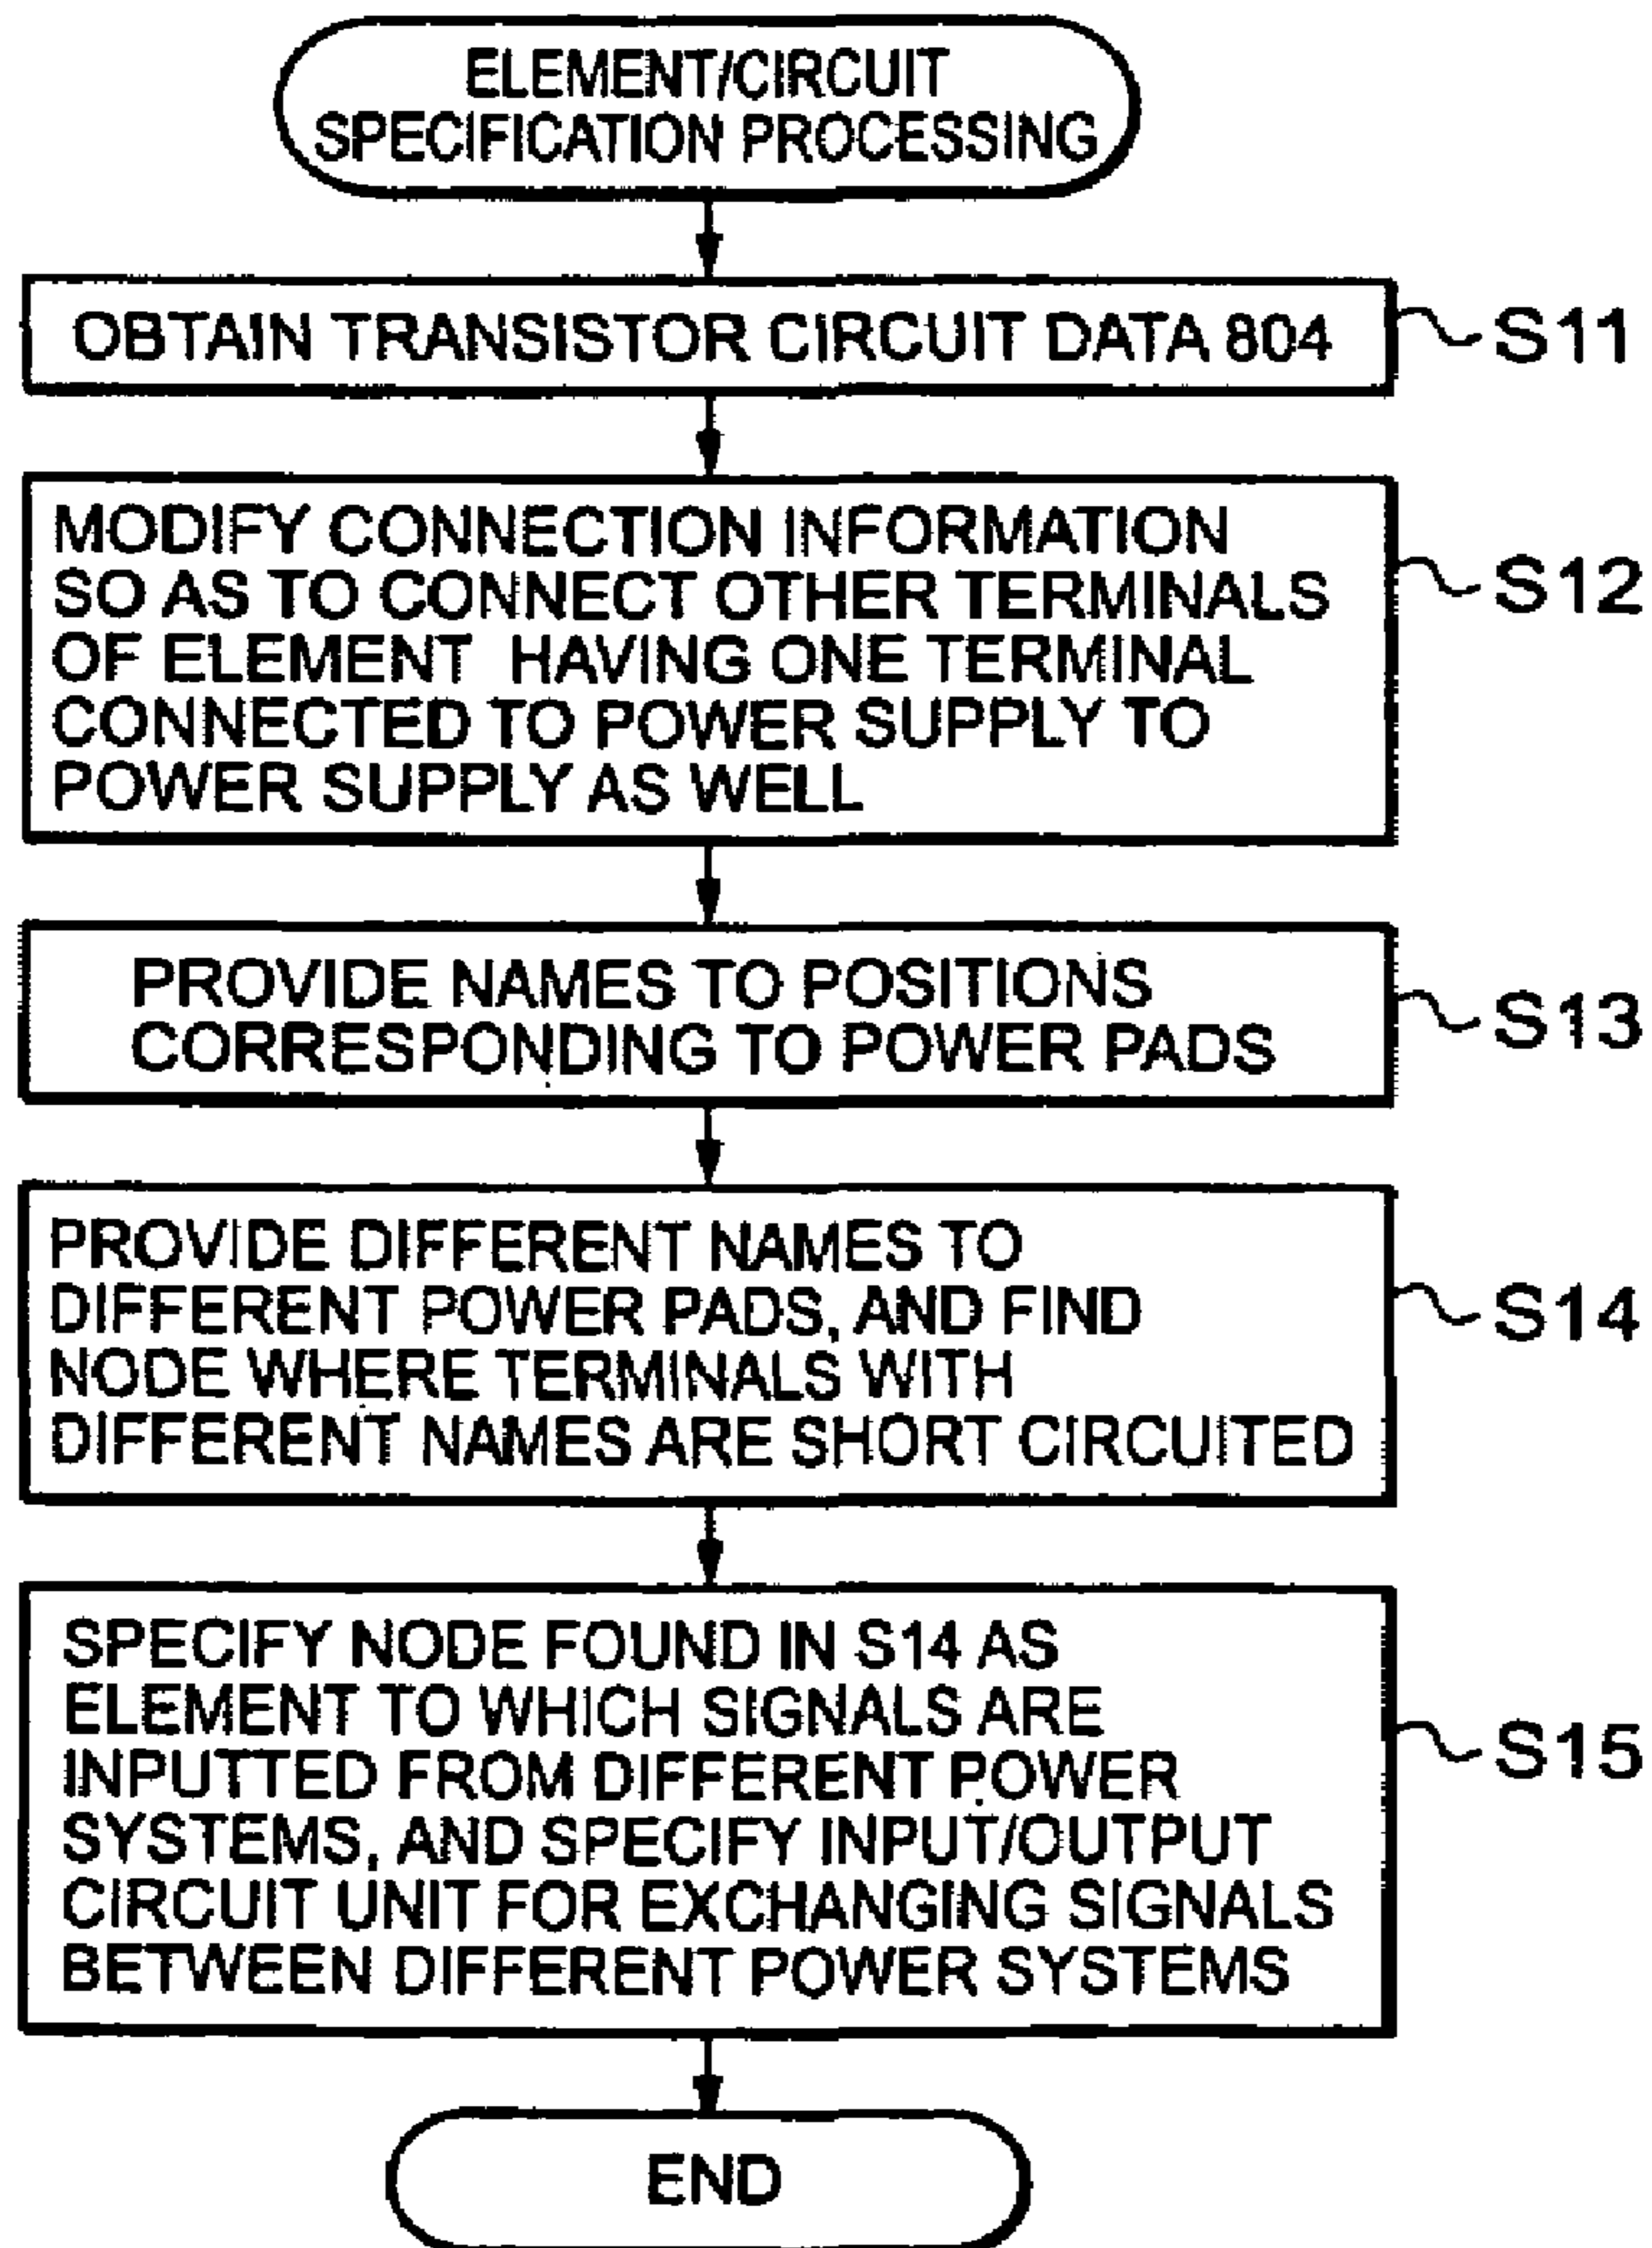 ELEMENT/CIRCUIT
SPECIFICATION PROCESSING
OBTAIN TRANSISTOR CIRCUIT DATA 804
S11
MODIFY CONNECTION INFORMATION
SO AS TO CONNECT OTHER TERMINALS
OF ELEMENT HAVING ONE TERMINAL
CONNECTED TO POWER SUPPLY TO
POWER SUPPLY AS WELL
S12
PROVIDE NAMES TO POSITIONS
CORRESPONDING TO POWER PADS
S13
PROVIDE DIFFERENT NAMES TO
DIFFERENT POWER PADS, AND FIND
NODE WHERE TERMINALS WITH
DIFFERENT NAMES ARE SHORT CIRCUITED
S14
SPECIFY NODE FOUND IN S14 AS
ELEMENT TO WHICH SIGNALS ARE
INPUTTED FROM DIFFERENT POWER
SYSTEMS, AND SPECIFY INPUT/OUTPUT
CIRCUIT UNIT FOR EXCHANGING SIGNALS
BETWEEN DIFFERENT POWER SYSTEMS
S15
END